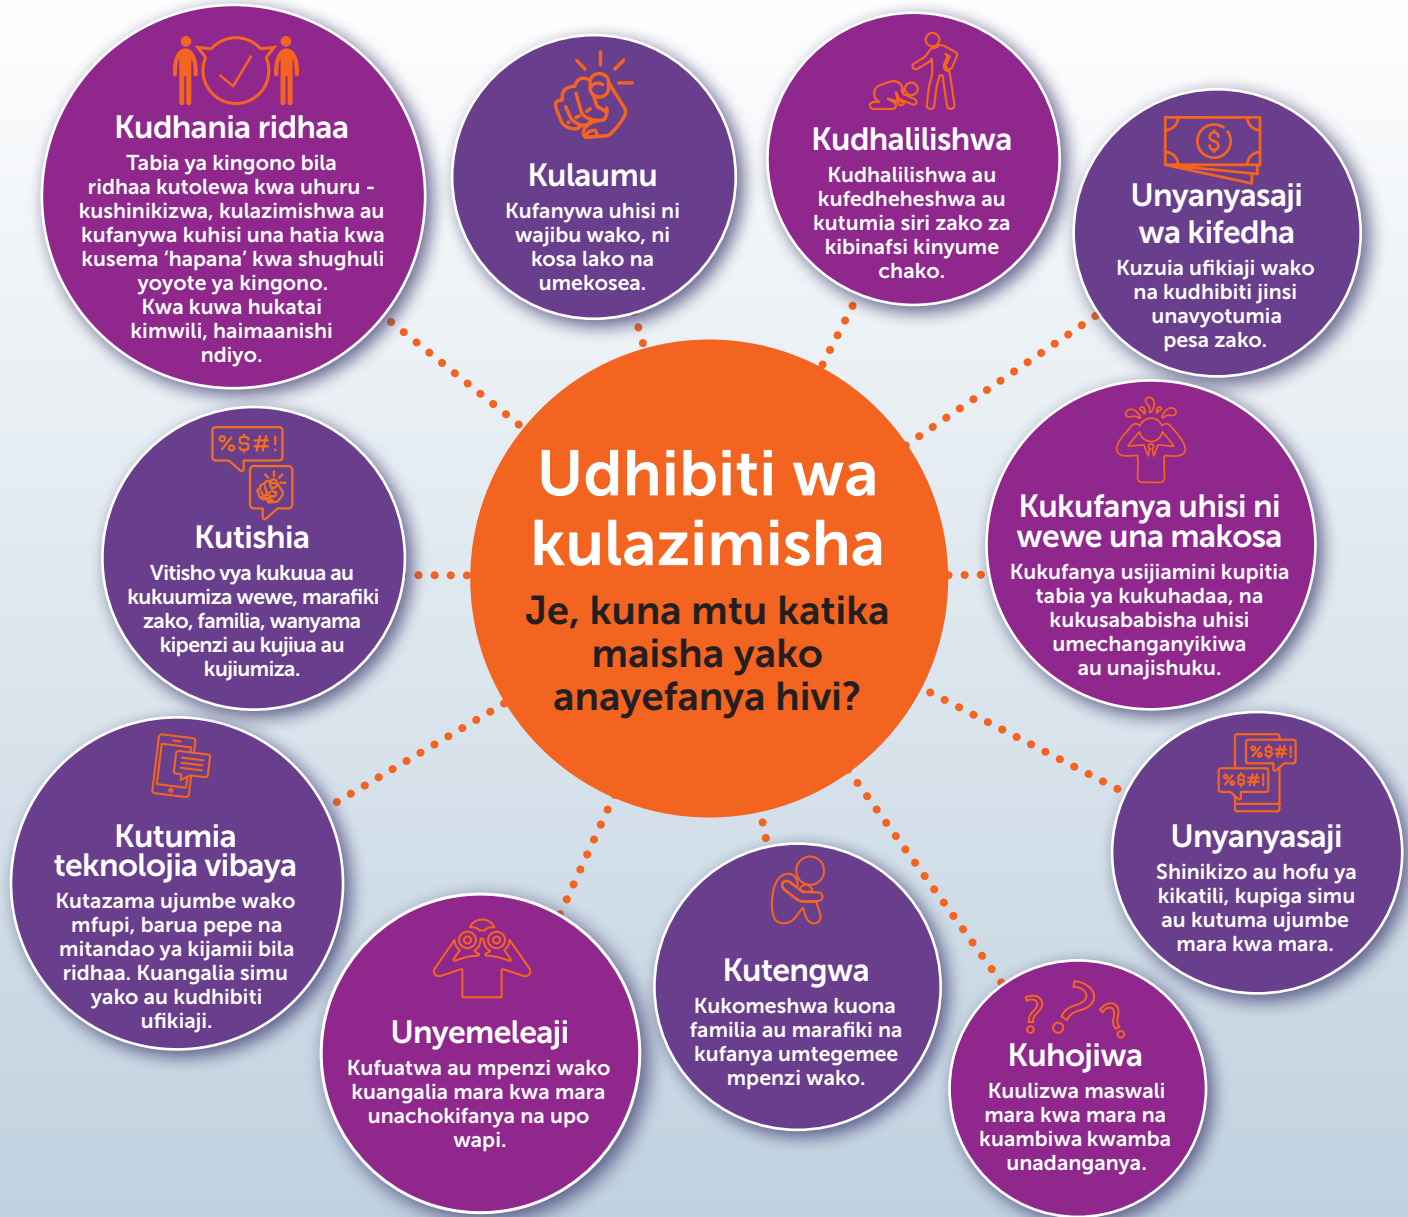 Kudhania ridhaa
Tabia ya kingono bila
ridhaa kutolewa kwa uhuru -
kushinikizwa, kulazimishwa au
kufanywa kuhisi una hatia kwa
kusema ‘hapana’ kwa shughuli
yoyote ya kingono.
Kwa kuwa hukatai
kimwili, haimaanishi
ndiyo.
Kulaumu
Kufanywa uhisi ni
wajibu wako, ni
kosa lako na
umekosea.
Kudhalilishwa
Kudhalilishwa au
kufedheheshwa au
kutumia siri zako za
kibinafsi kinyume
chako.
Unyanyasaji
wa kifedha
Kuzuia ufikiaji wako
na kudhibiti jinsi
unavyotumia
pesa zako.
Udhibiti wa
kulazimisha
Je, kuna mtu katika
maisha yako
anayefanya hivi?
%$#!
Kutishia
Vitisho vya kukuua au
kukuumiza wewe, marafiki
zako, familia, wanyama
kipenzi au kujiua au
kujiumiza.
Kukufanya uhisi ni
wewe una makosa
Kukufanya usijiamini kupitia
tabia ya kukuhadaa, na
kukusababisha uhisi
umechanganyikiwa
au unajishuku.
Kutumia
teknolojia vibaya
Kutazama ujumbe wako
mfupi, barua pepe na
mitandao ya kijamii bila
ridhaa. Kuangalia simu
yako au kudhibiti
ufikiaji.
%$#!
%$#!
Unyanyasaji
Shinikizo au hofu ya
kikatili, kupiga simu
au kutuma ujumbe
mara kwa mara.
Unyemeleaji
Kufuatwa au mpenzi wako
kuangalia mara kwa mara
unachokifanya na upo
wapi.
Kutengwa
Kukomeshwa kuona
familia au marafiki na
kufanya umtegemee
mpenzi wako.
???
Kuhojiwa
Kuulizwa maswali
mara kwa mara na
kuambiwa kwamba
unadanganya.